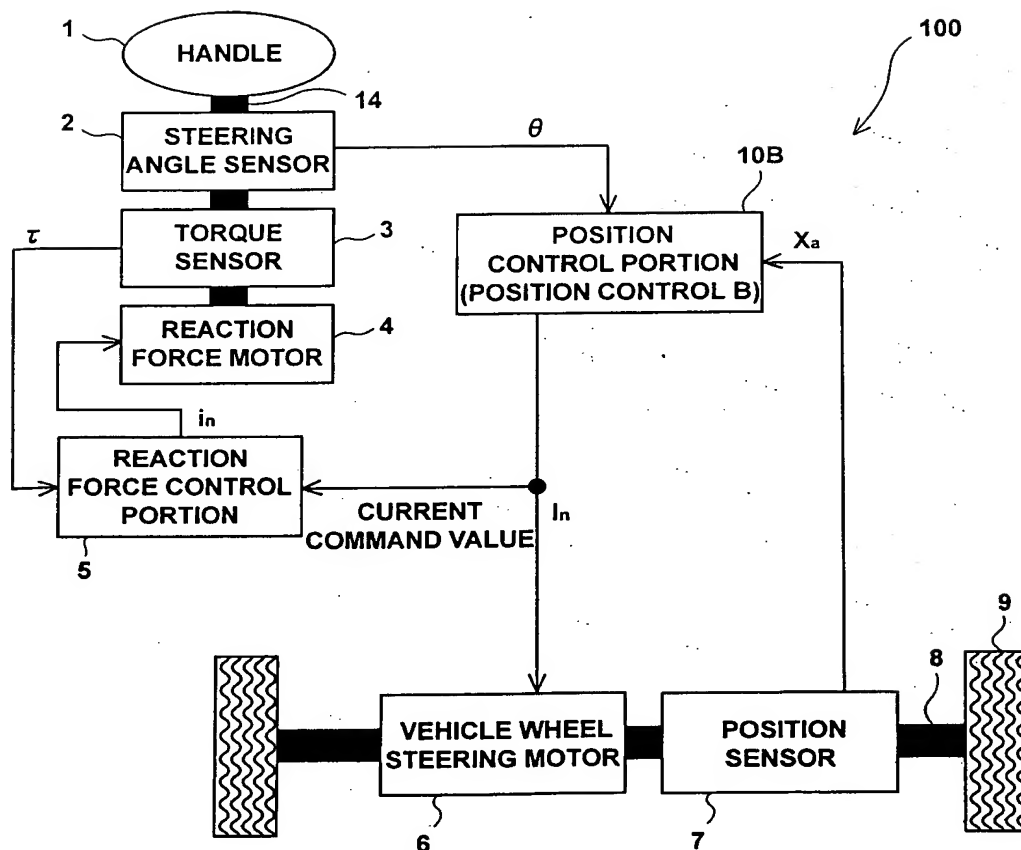 1
HANDLE
100
14
2
STEERING
ANGLE SENSOR
θ
10B
τ
TORQUE
SENSOR
3
POSITION
CONTROL PORTION
(POSITION CONTROL B)
Xa
REACTION
FORCE MOTOR
4
in
REACTION
FORCE CONTROL
PORTION
CURRENT
COMMAND VALUE
In
5
9
8
VEHICLE WHEEL
STEERING MOTOR
POSITION
SENSOR
6
7